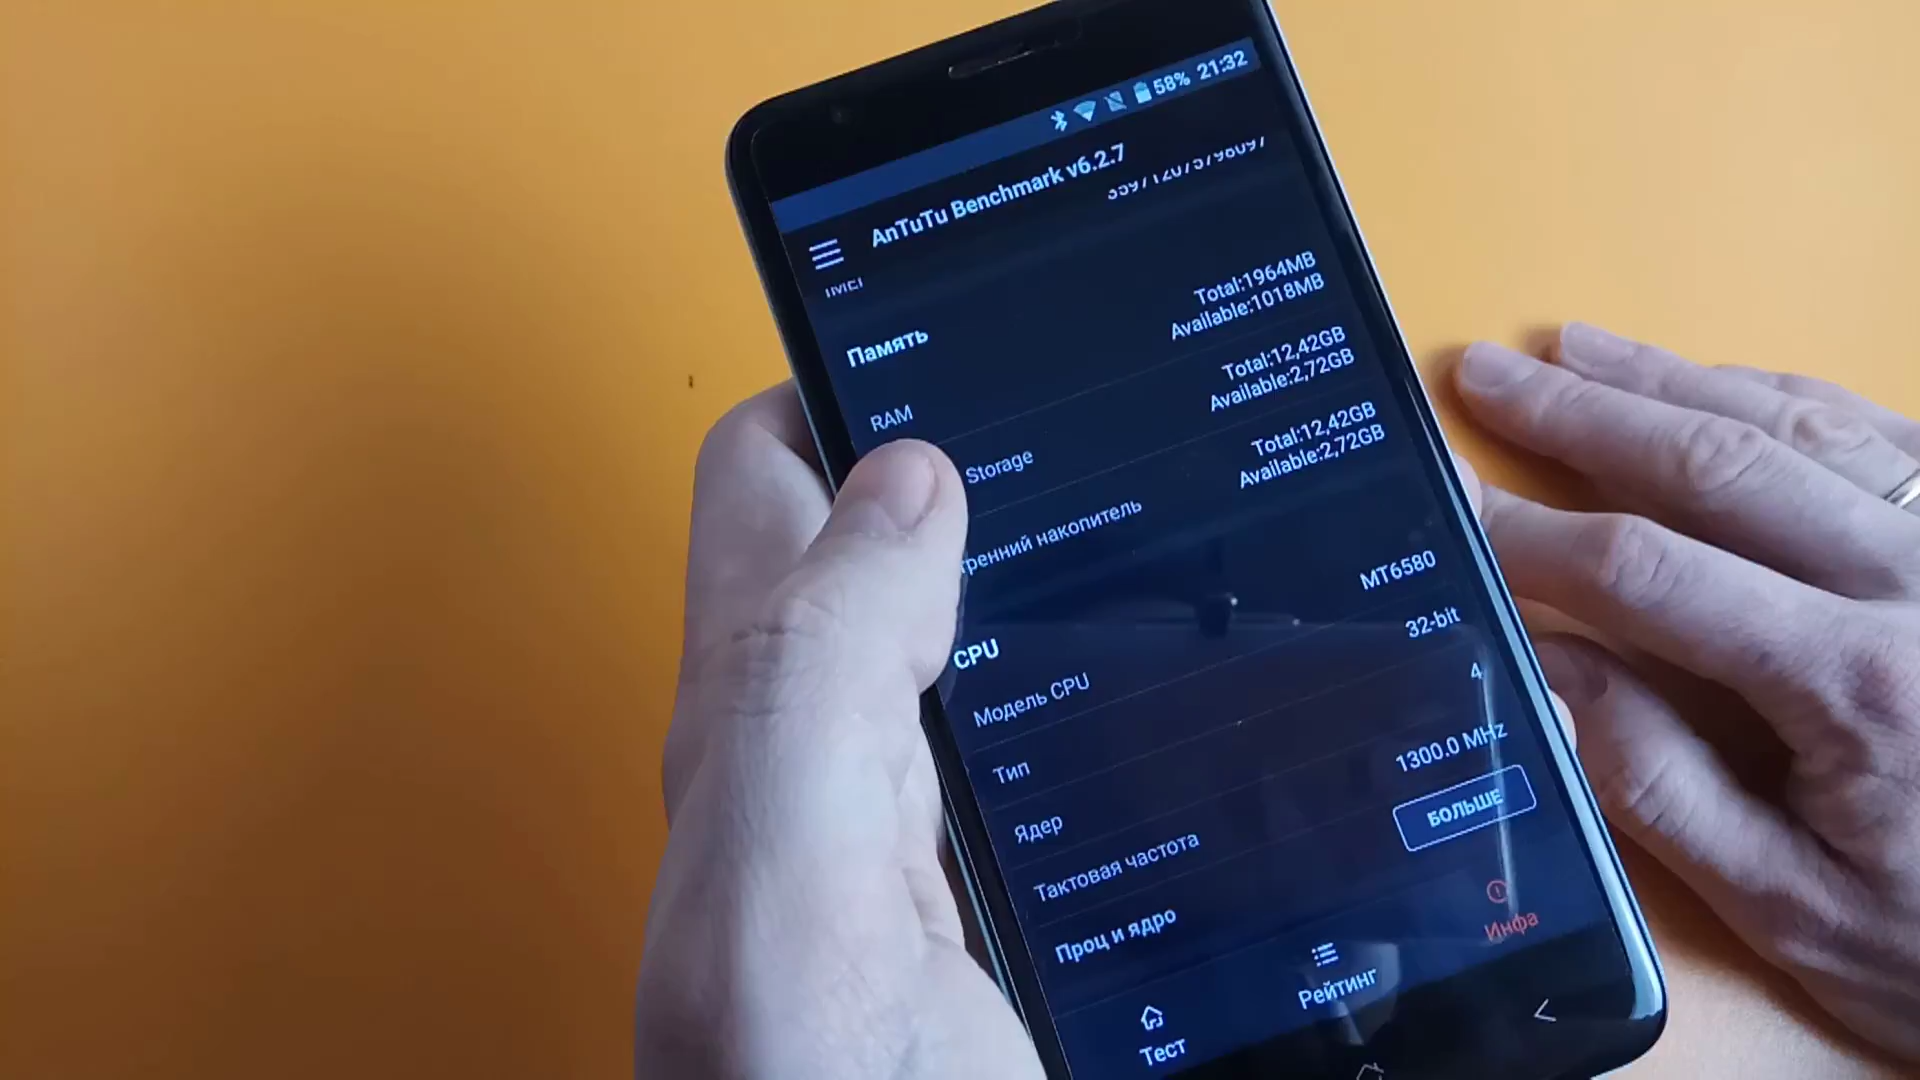 58% 21:32
AnTuTu Benchmark v6.2.7
IMEI
Память
RAM
Total:1964MB
Available:1018MB
Storage
Total:12,42GB
Available:2,72GB
тренний накопитель
Total:12,42GB
Available:2,72GB
CPU
Модель CPU MT6580
Тип 32-bit
Ядер 4
Тактовая частота 1300.0 MHz
Проц и ядро БОЛЬШЕ
Тест Рейтинг Инфа